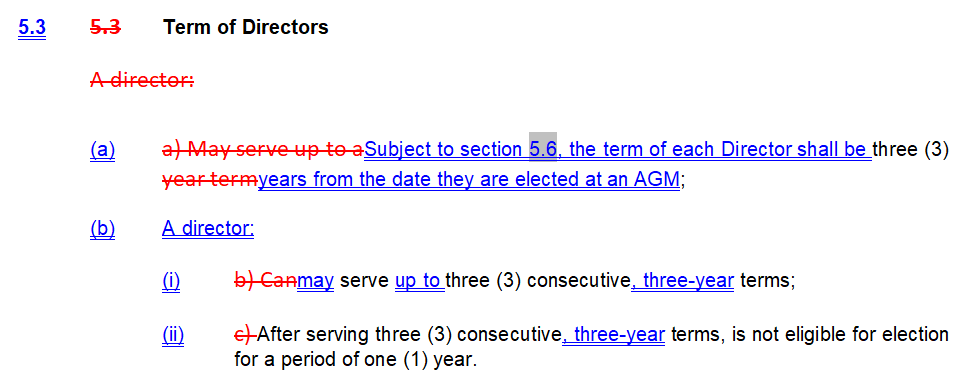 5.3 5.3 Term of Directors
A director:
(a) a) May serve up to aSubject to section 5.6, the term of each Director shall be three (3)
year termyears from the date they are elected at an AGM;
(b) A director:
(i) b) Canmay serve up to three (3) consecutive, three-year terms;
(ii) c) After serving three (3) consecutive, three-year terms, is not eligible for election
for a period of one (1) year.